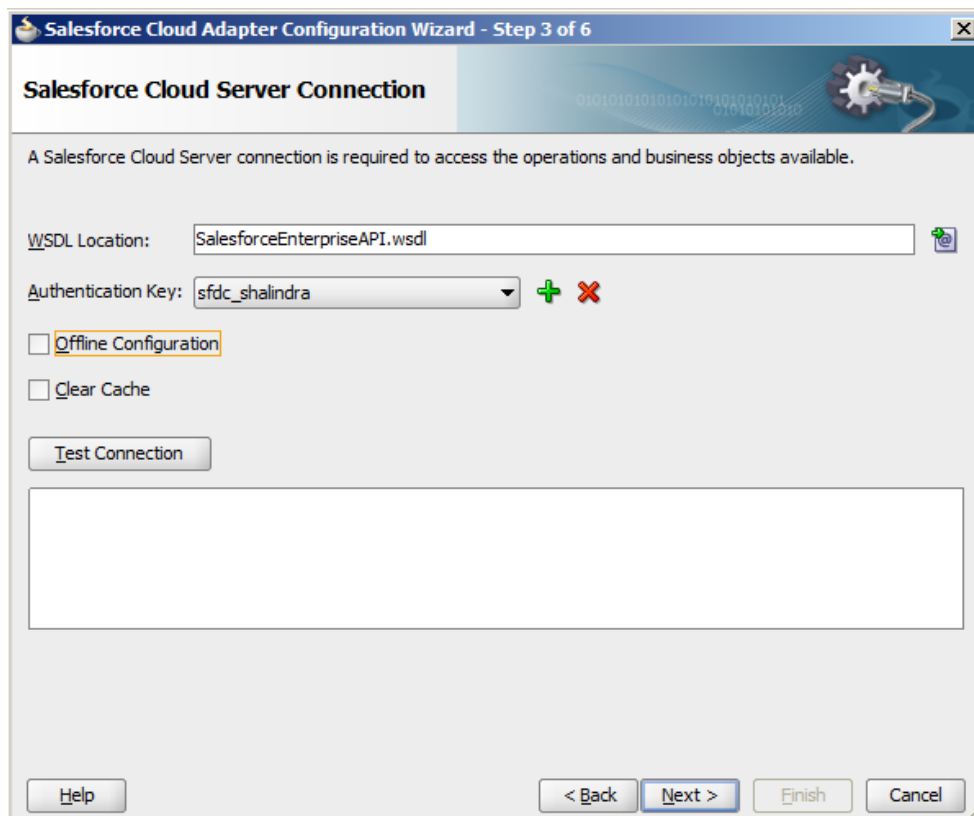 Salesforce Cloud Adapter Configuration Wizard - Step 3 of 6
Salesforce Cloud Server Connection
010101010101010101010101
01010101010
A Salesforce Cloud Server connection is required to access the operations and business objects available.
WSDL Location: SalesforceEnterpriseAPI.wsdl
Authentication Key: sfdc_shalindra
Offline Configuration
Clear Cache
Test Connection
Help < Back Next > Finish Cancel